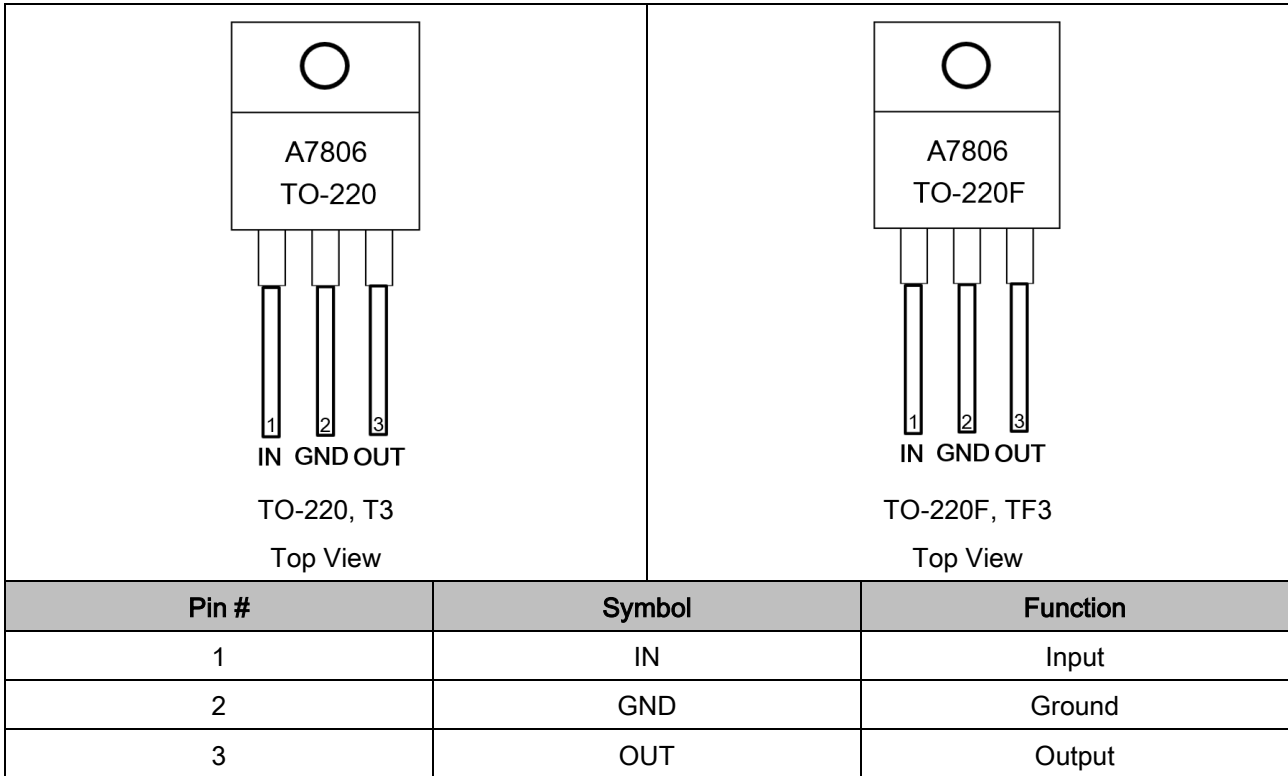 A7806
TO-220
1 2 3
IN GND OUT
TO-220, T3
Top View
A7806
TO-220F
1 2 3
IN GND OUT
TO-220F, TF3
Top View
Pin # Symbol Function
1 IN Input
2 GND Ground
3 OUT Output